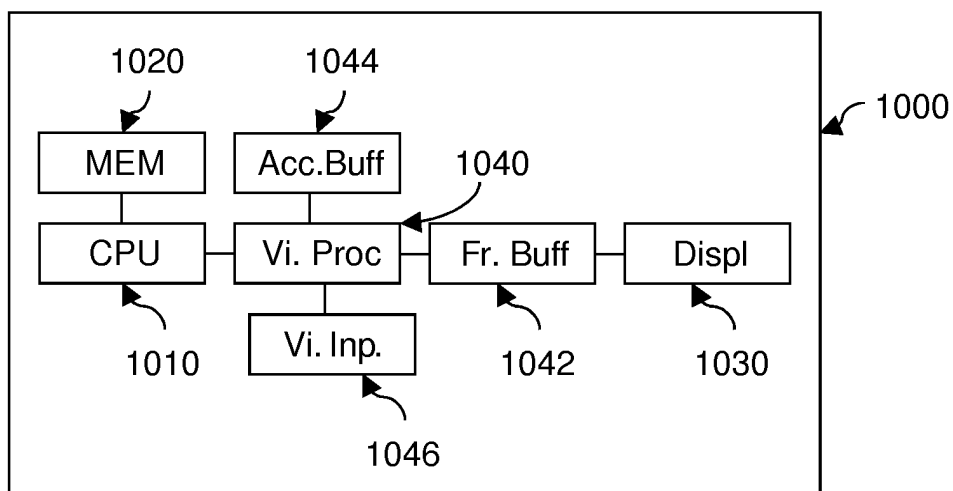 1020 1044
1000
MEM Acc.Buff 1040
CPU Vi. Proc Fr. Buff Displ
Vi. Inp.
1010 1042 1030
1046